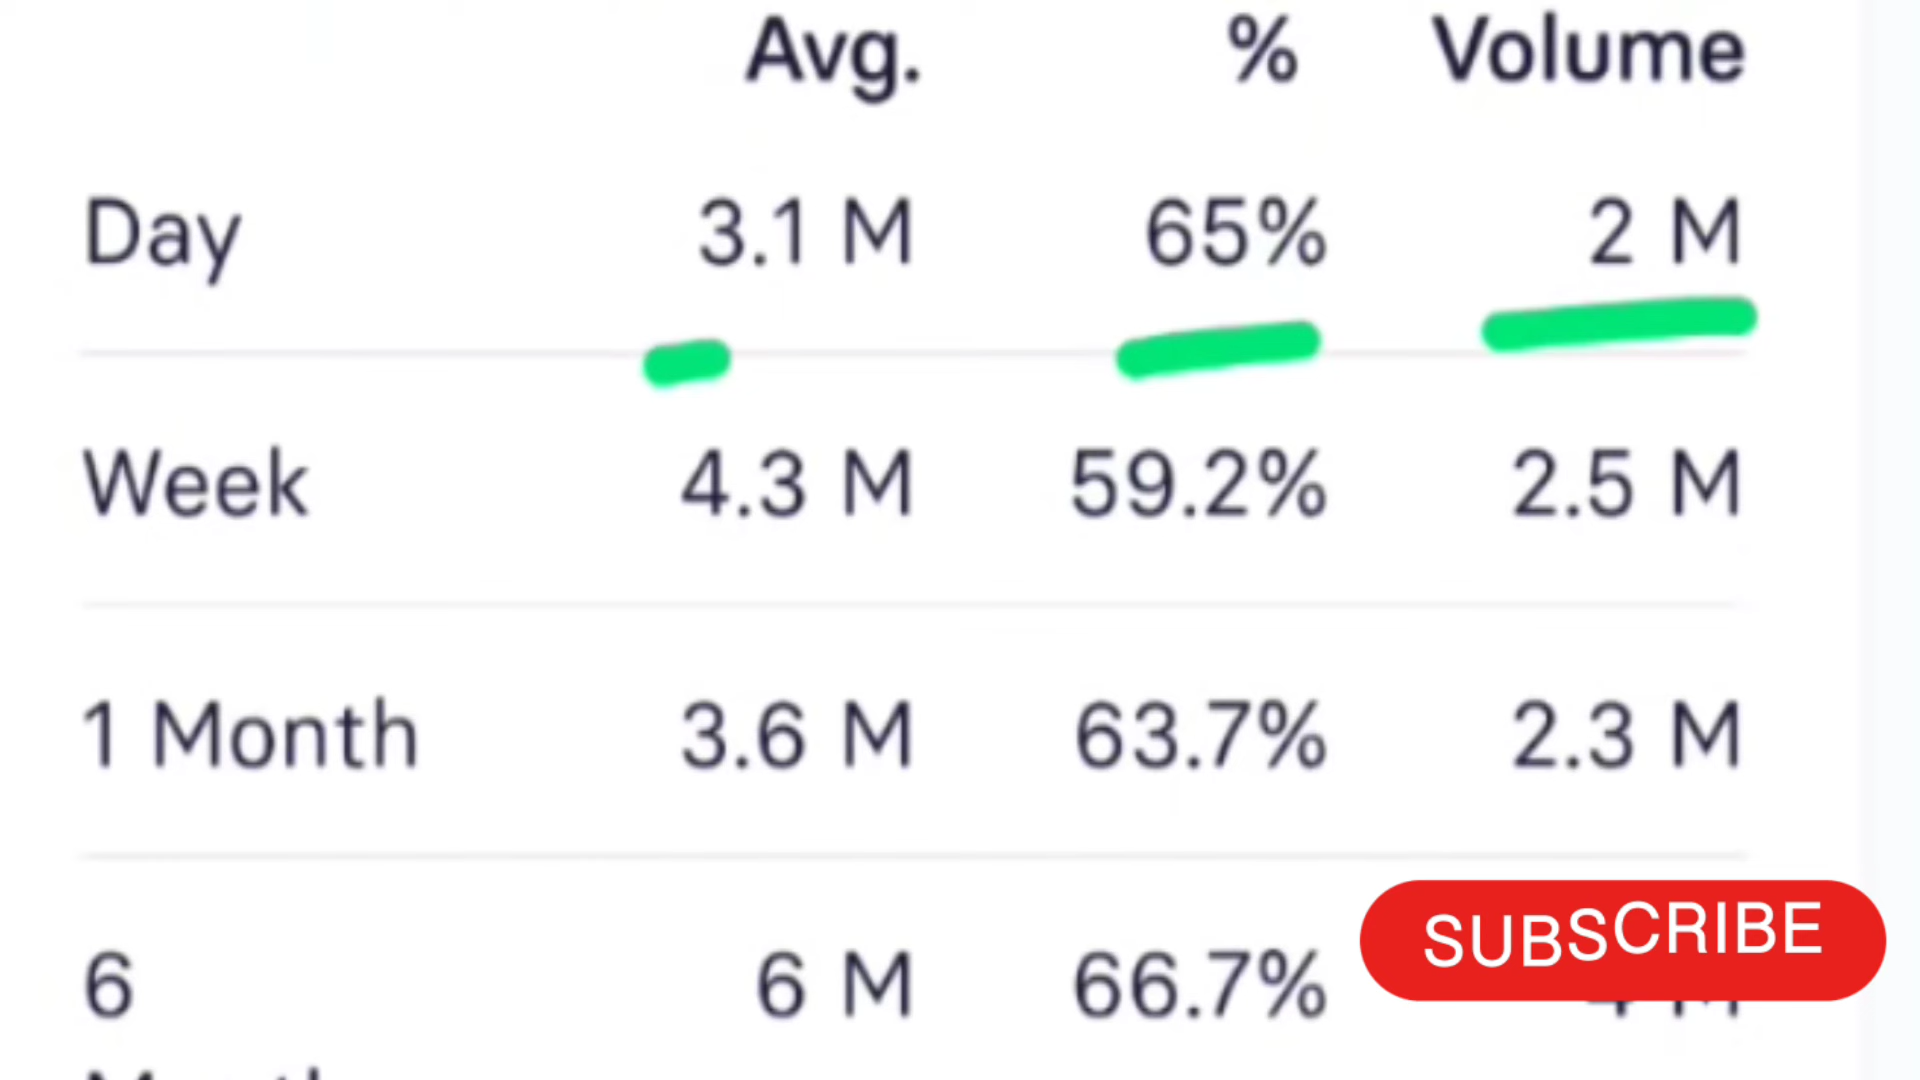 Avg. % Volume
Day 3.1 M 65% 2 M
Week 4.3 M 59.2% 2.5 M
1 Month 3.6 M 63.7% 2.3 M
6 6 M 66.7%
SUBSCRIBE